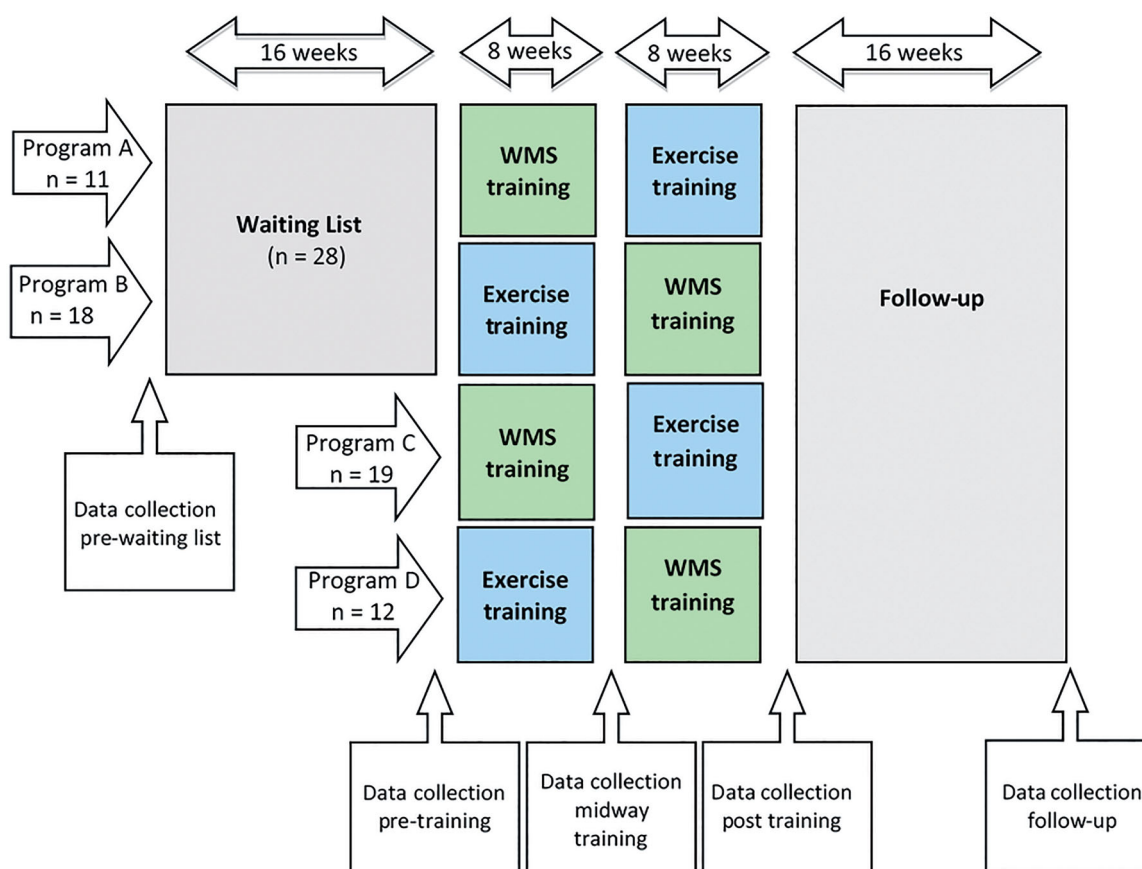 16 weeks
8 weeks
8 weeks
16 weeks
Program A
n = 11
Program B
n = 18
Waiting List
(n = 28)
WMS
training
Exercise
training
Exercise
training
WMS
training
Follow-up
Program C
n = 19
WMS
training
Exercise
training
Program D
n = 12
Exercise
training
WMS
training
Data collection
pre-waiting list
Data collection
pre-training
Data collection
midway
training
Data collection
post training
Data collection
follow-up